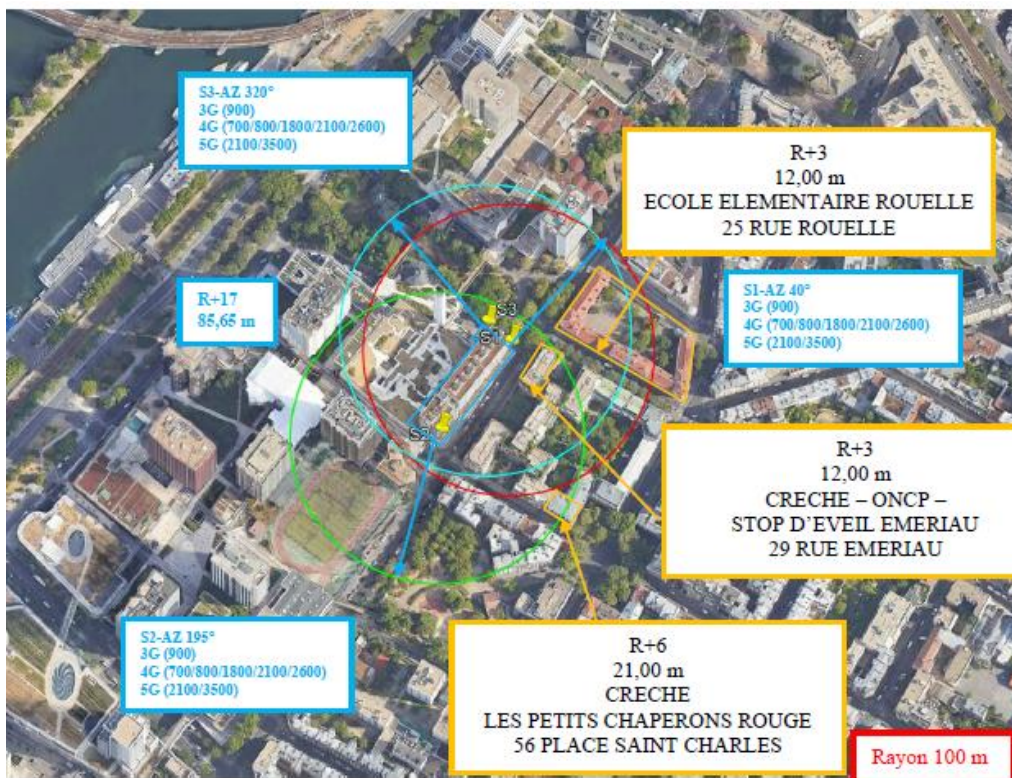 S3-AZ 320°
3G (900)
4G (700/800/1800/2100/2600)
5G (2100/3500)
R+3
12,00 m
ECOLE ELEMENTAIRE ROUELLE
25 RUE ROUELLE
R+17
85,65 m
S1-AZ 40°
3G (900)
4G (700/800/1800/2100/2600)
5G (2100/3500)
S3
S1
S2
R+3
12,00 m
CRECHE – ONCP –
STOP D'EVEIL EMERIAU
29 RUE EMERIAU
S2-AZ 195°
3G (900)
4G (700/800/1800/2100/2600)
5G (2100/3500)
R+6
21,00 m
CRECHE
LES PETITS CHAPERONS ROUGE
56 PLACE SAINT CHARLES
Rayon 100 m